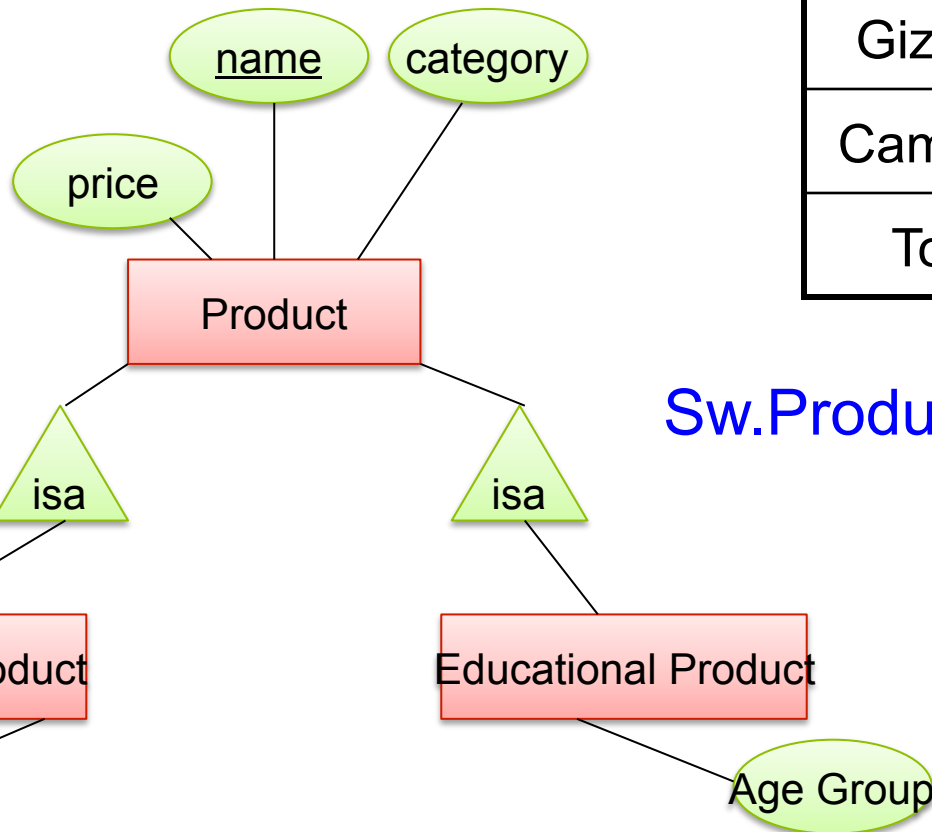 name
category
price
Product
isa
isa
Educational Product
Age Group
Giz
Cam
To
Sw.Produ
oduct